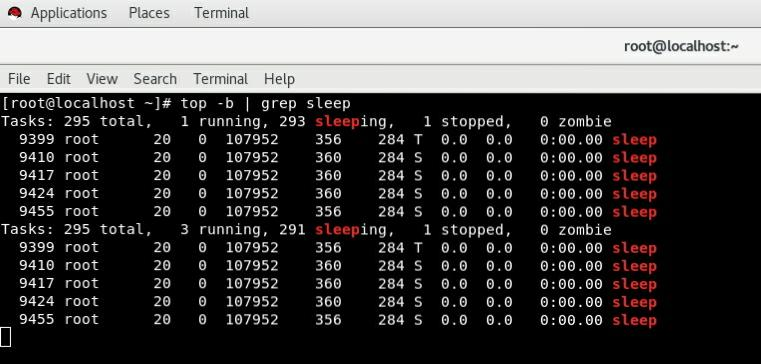 Applications Places Terminal
root@localhost:~
File Edit View Search Terminal Help
[root@localhost ~]# top -b | grep sleep
Tasks: 295 total,   1 running, 293 sleeping,   1 stopped,   0 zombie
  9399 root      20   0  107952    356    284 T  0.0  0.0   0:00.00 sleep
  9410 root      20   0  107952    360    284 S  0.0  0.0   0:00.00 sleep
  9417 root      20   0  107952    360    284 S  0.0  0.0   0:00.00 sleep
  9424 root      20   0  107952    360    284 S  0.0  0.0   0:00.00 sleep
  9455 root      20   0  107952    356    284 S  0.0  0.0   0:00.00 sleep
Tasks: 295 total,   3 running, 291 sleeping,   1 stopped,   0 zombie
  9399 root      20   0  107952    356    284 T  0.0  0.0   0:00.00 sleep
  9410 root      20   0  107952    360    284 S  0.0  0.0   0:00.00 sleep
  9417 root      20   0  107952    360    284 S  0.0  0.0   0:00.00 sleep
  9424 root      20   0  107952    360    284 S  0.0  0.0   0:00.00 sleep
  9455 root      20   0  107952    356    284 S  0.0  0.0   0:00.00 sleep